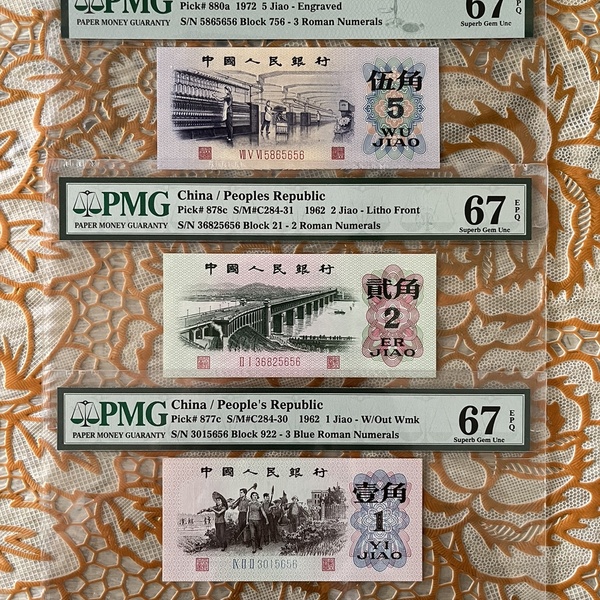 PMG
PAPER MONEY GUARANTY
Pick# 880a 1972 5 Jiao - Engraved
S/N 5865656 Block 756 - 3 Roman Numerals
67 EPQ
Superb Gem Unc
中國人民銀行
伍角
5
WU
JIAO
VII V VI 5865656
PMG
PAPER MONEY GUARANTY
China / Peoples Republic
Pick# 878c S/M#C284-31 1962 2 Jiao - Litho Front
S/N 36825656 Block 21 - 2 Roman Numerals
67 EPQ
Superb Gem Unc
中國人民銀行
貳角
2
ER
JIAO
II I 36825656
PMG
PAPER MONEY GUARANTY
China / People's Republic
Pick# 877c S/M#C284-30 1962 1 Jiao - W/Out Wmk
S/N 3015656 Block 922 - 3 Blue Roman Numerals
67 EPQ
Superb Gem Unc
中國人民銀行
壹角
1
YI
JIAO
IX II II 3015656